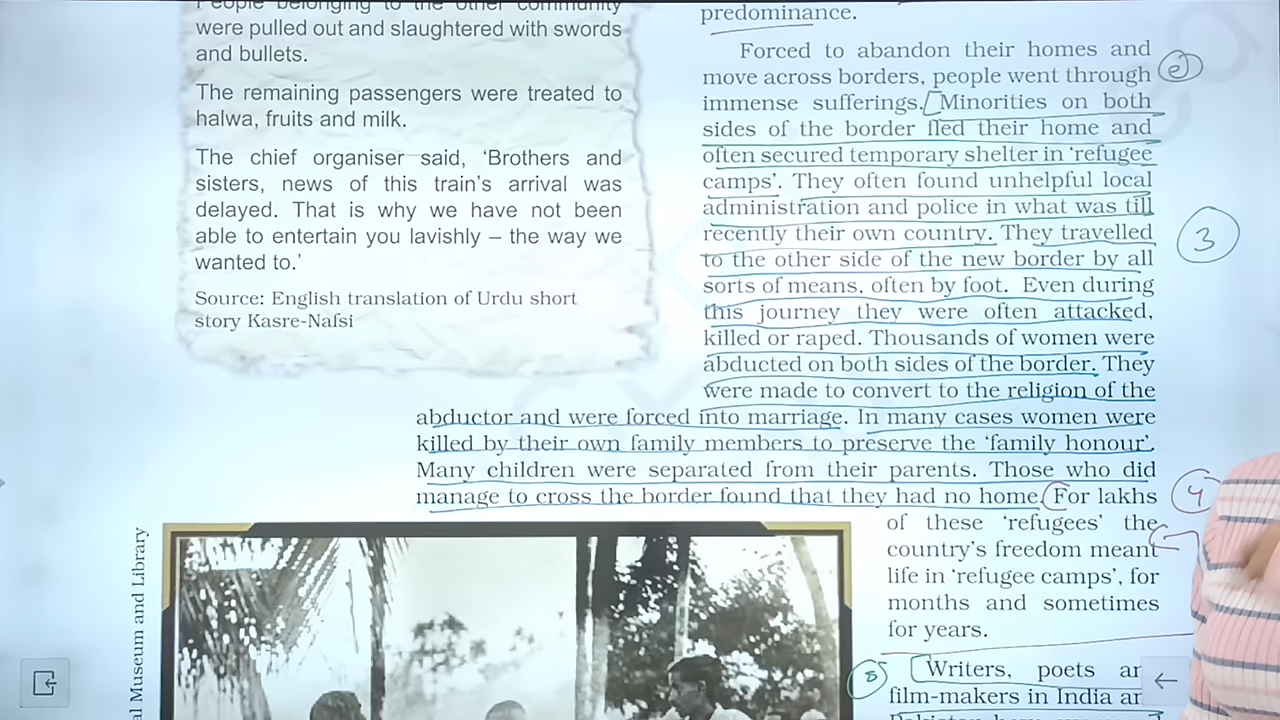 People belonging to the other community
were pulled out and slaughtered with swords
and bullets.
The remaining passengers were treated to
halwa, fruits and milk.
The chief organiser said, ‘Brothers and
sisters, news of this train’s arrival was
delayed. That is why we have not been
able to entertain you lavishly – the way we
wanted to.’
Source: English translation of Urdu short
story Kasre-Nafsi
predominance.
Forced to abandon their homes and
move across borders, people went through
immense sufferings. Minorities on both
sides of the border fled their home and
often secured temporary shelter in ‘refugee
camps’. They often found unhelpful local
administration and police in what was till
recently their own country. They travelled
to the other side of the new border by all
sorts of means, often by foot. Even during
this journey they were often attacked,
killed or raped. Thousands of women were
abducted on both sides of the border. They
were made to convert to the religion of the
abductor and were forced into marriage. In many cases women were
killed by their own family members to preserve the ‘family honour’.
Many children were separated from their parents. Those who did
manage to cross the border found that they had no home. For lakhs
of these ‘refugees’ the
country’s freedom meant
life in ‘refugee camps’, for
months and sometimes
for years.
Writers, poets
film-makers in India
3
4
Museum and Library